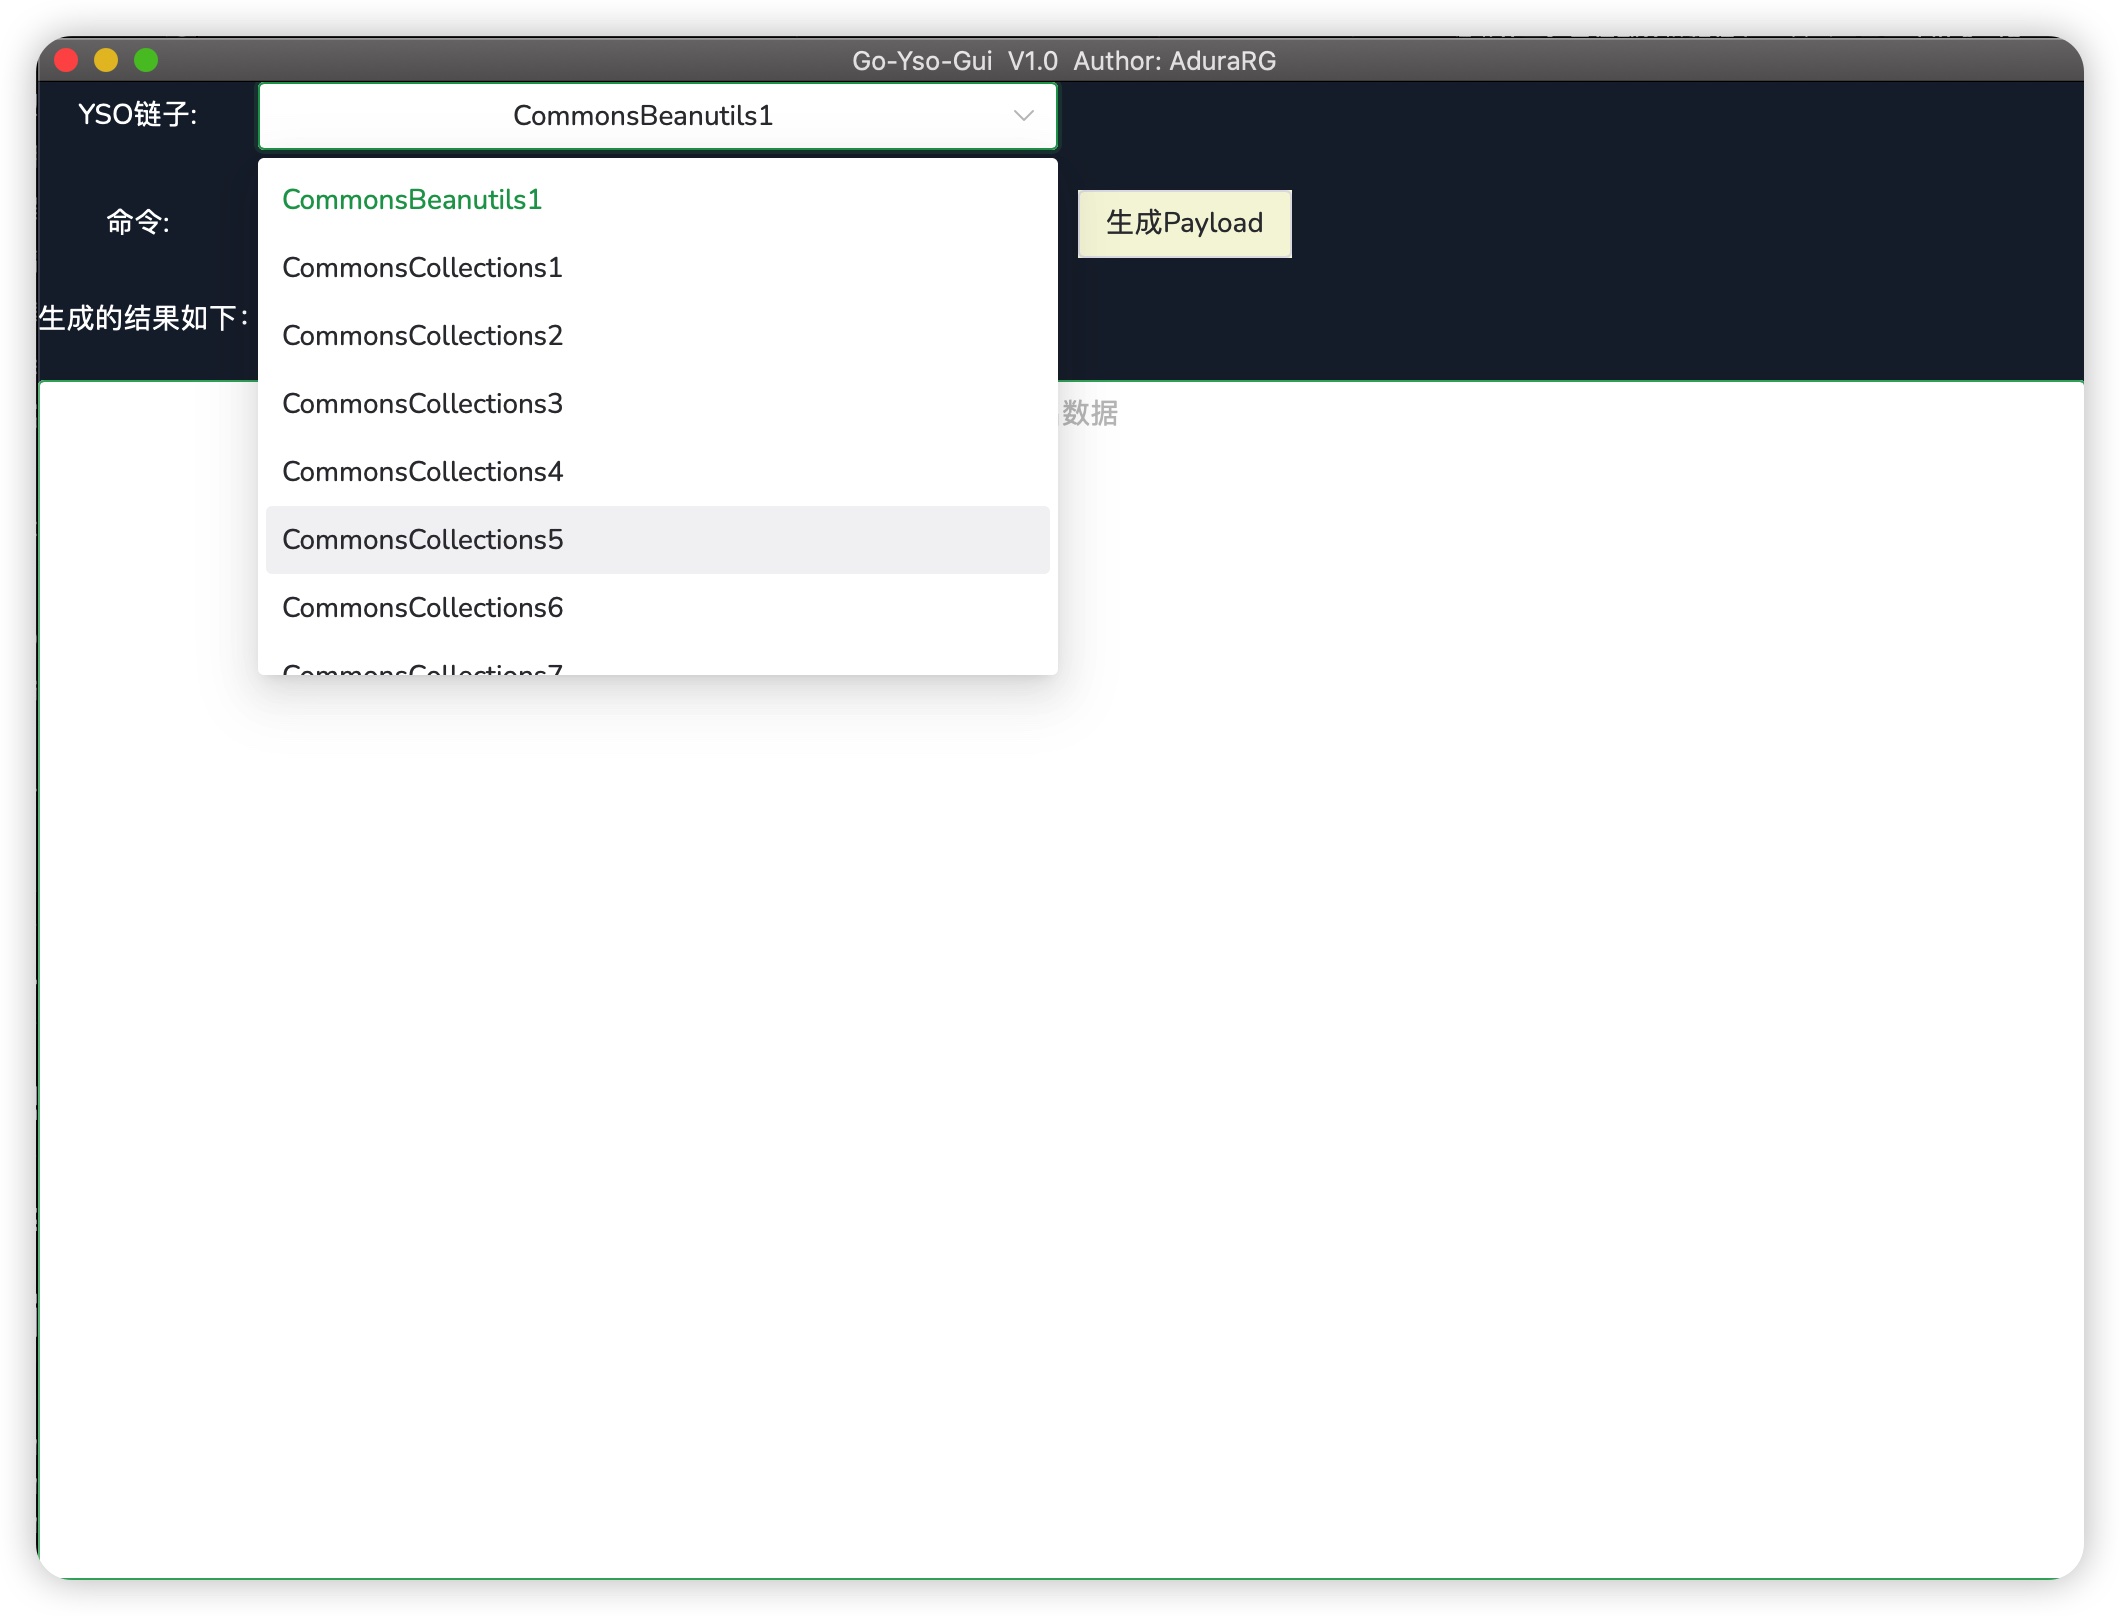 Go-Yso-Gui V1.0 Author: AduraRG
YSO链子:
CommonsBeanutils1
CommonsBeanutils1
命令:
生成Payload
CommonsCollections1
生成的结果如下：
CommonsCollections2
CommonsCollections3
数据
CommonsCollections4
CommonsCollections5
CommonsCollections6
CommonsCollections7